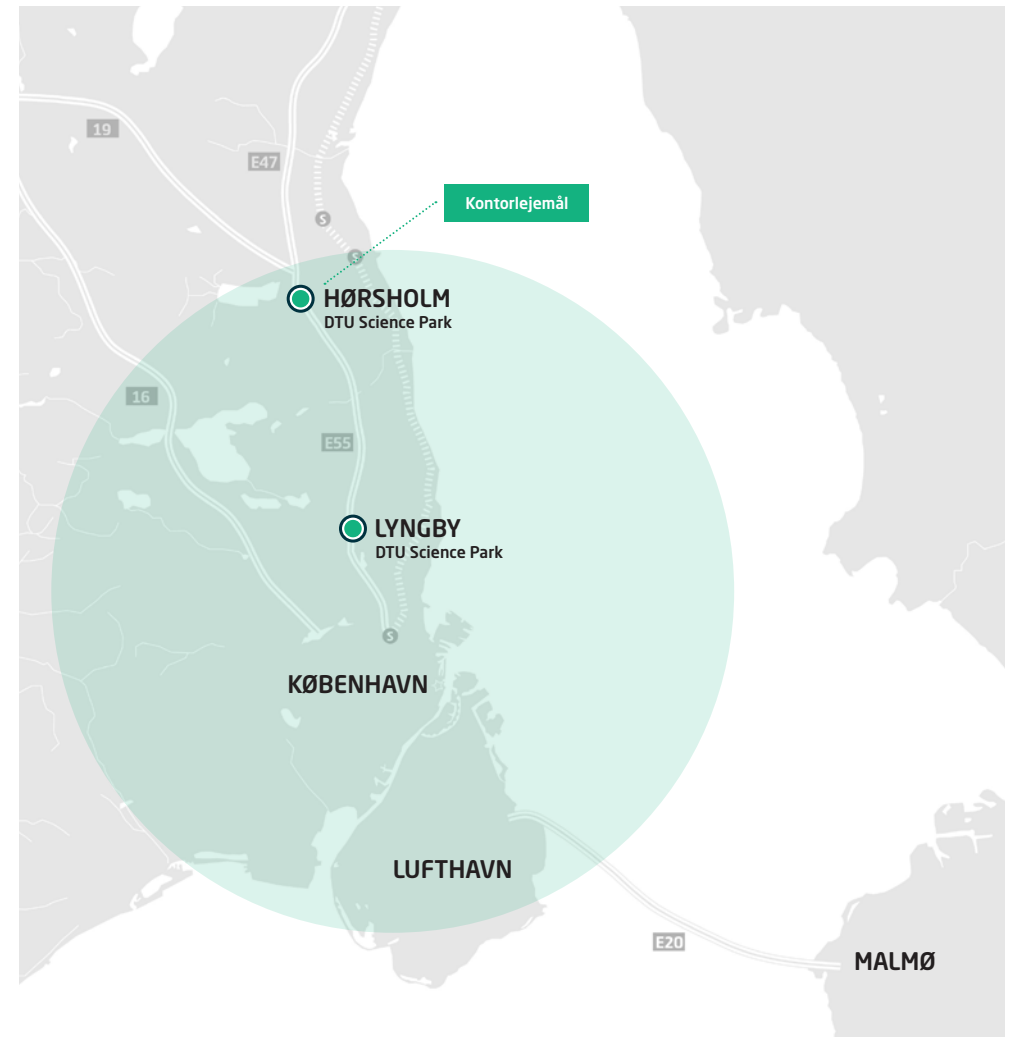 19
E47
Kontorlejemål
S
S
HØRSHOLM
DTU Science Park
16
E55
LYNGBY
DTU Science Park
S
KØBENHAVN
LUFTHAVN
E20
MALMØ